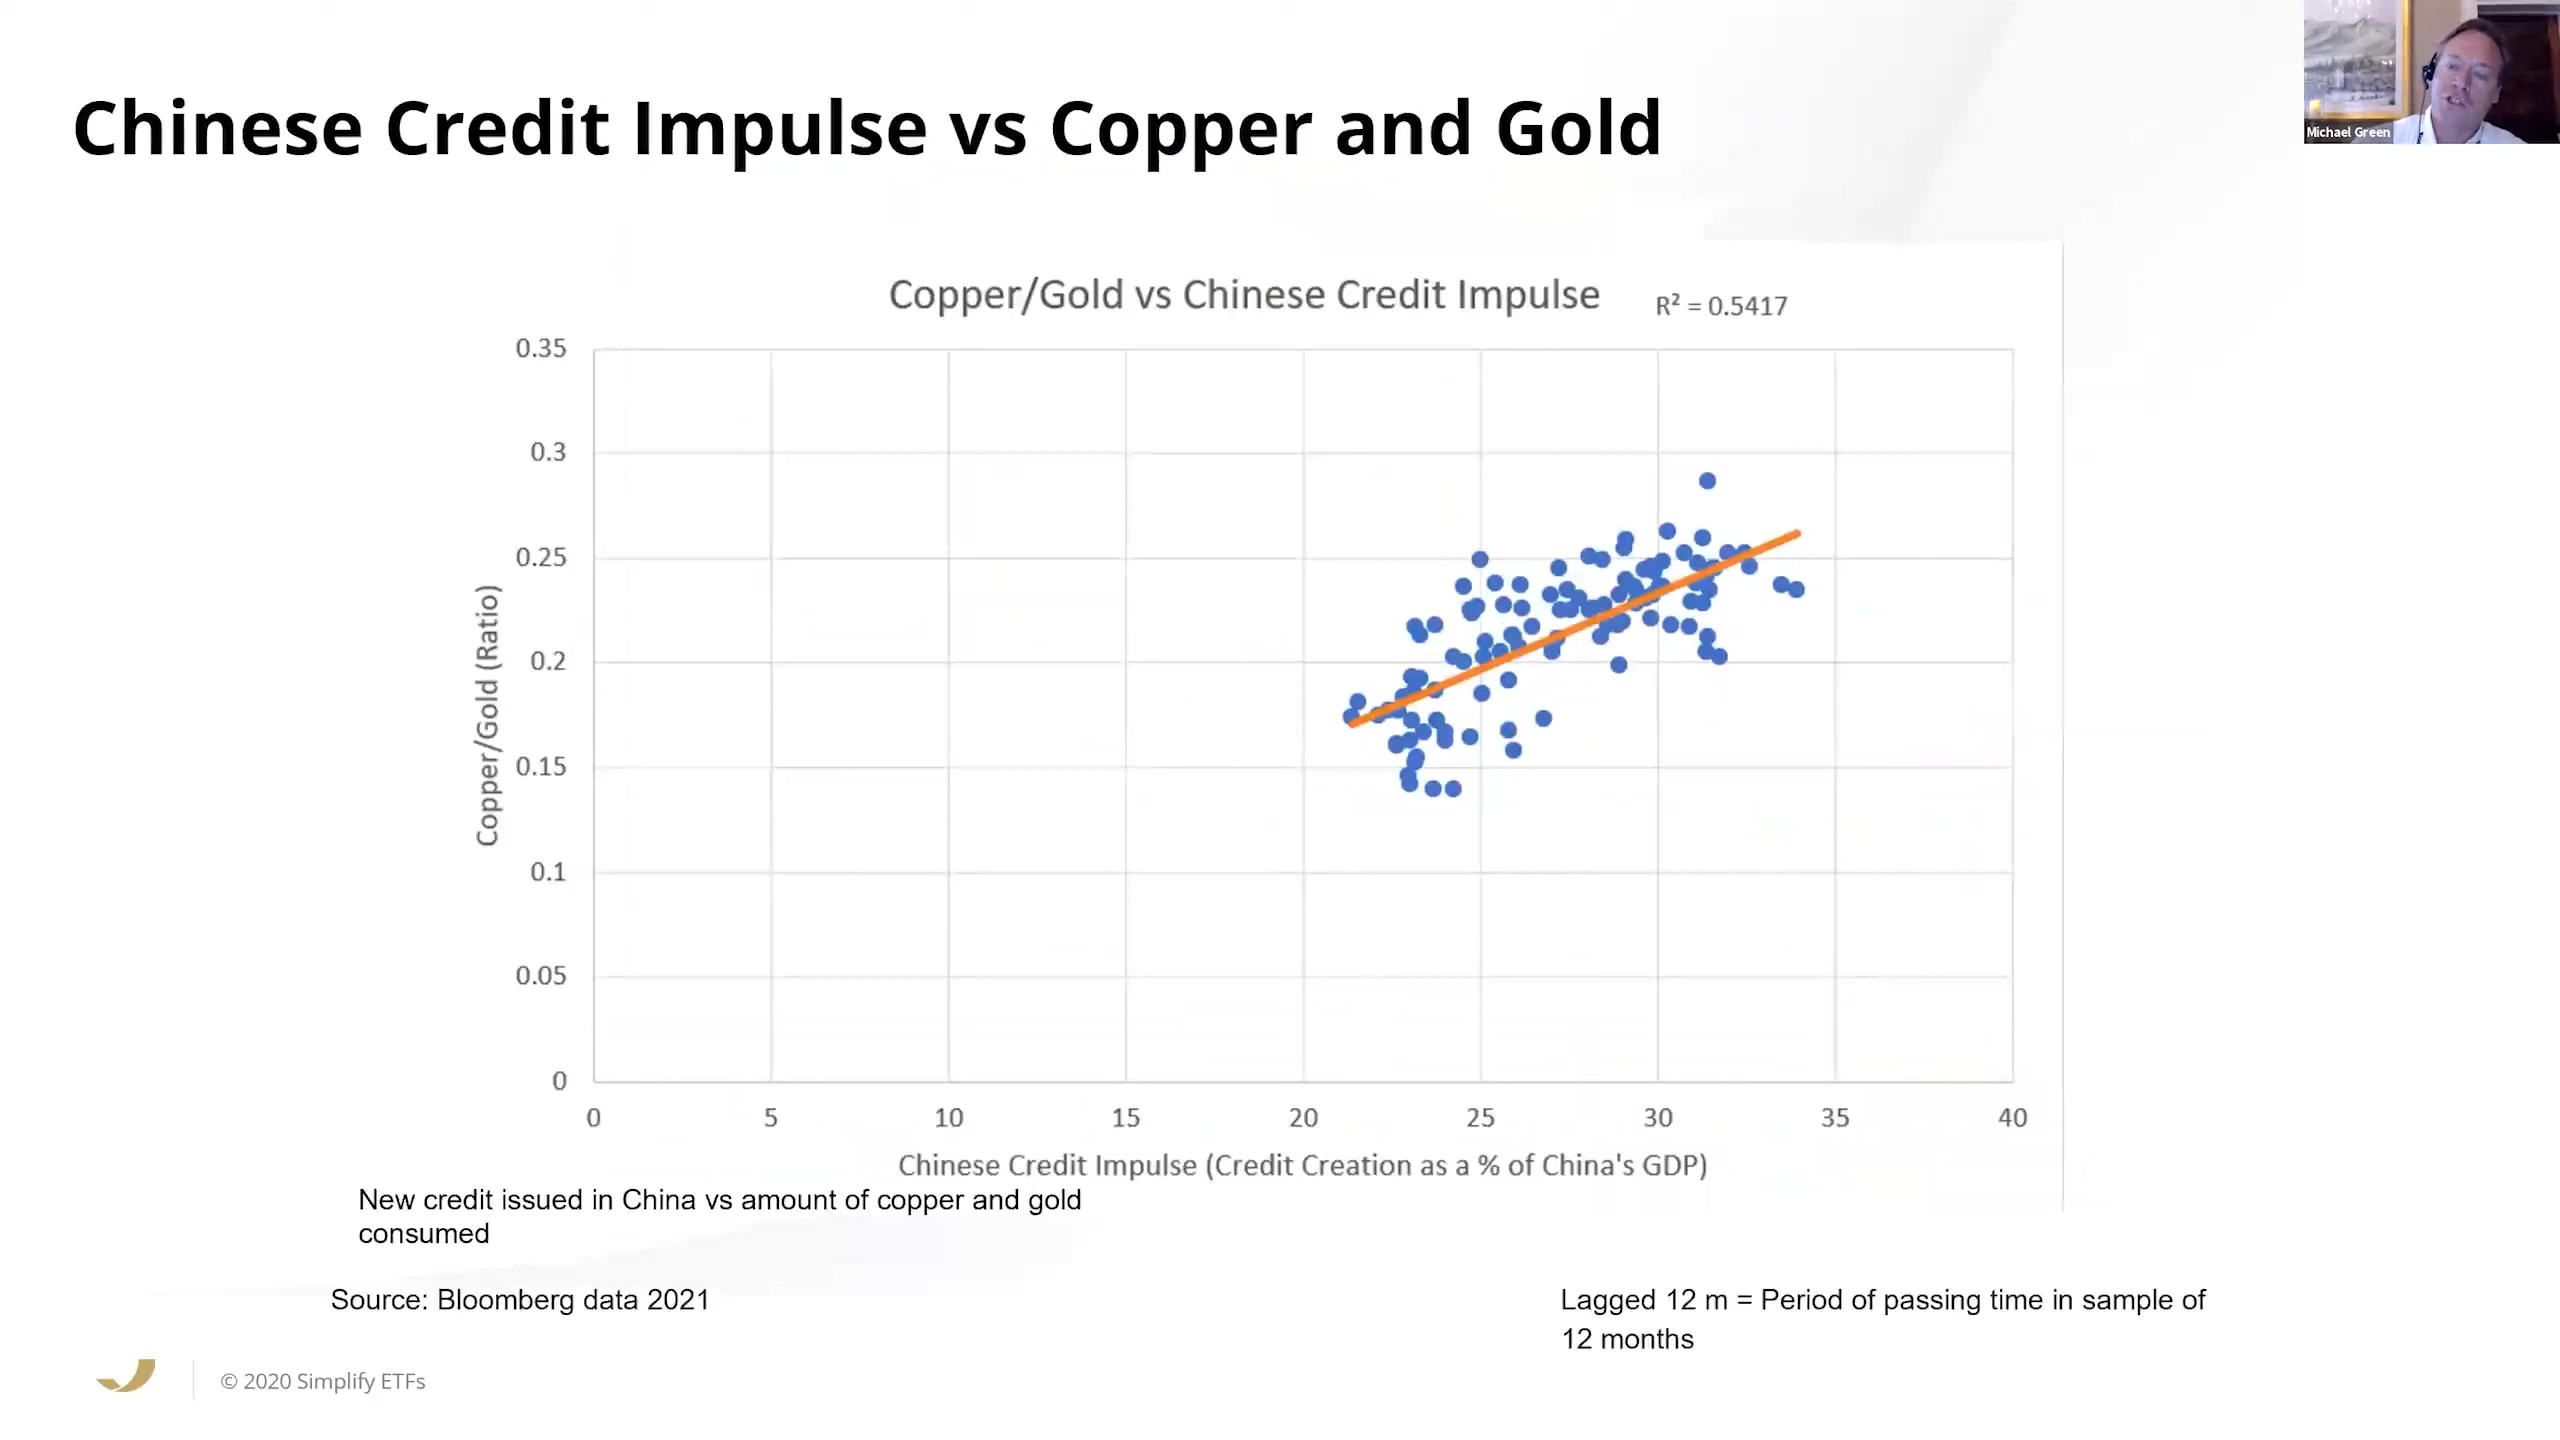 Chinese Credit Impulse vs Copper and Gold
Michael Green
Copper/Gold vs Chinese Credit Impulse
R² = 0.5417
0.35
0.3
0.25
0.2
0.15
0.1
0.05
0
Copper/Gold (Ratio)
0 5 10 15 20 25 30 35 40
Chinese Credit Impulse (Credit Creation as a % of China's GDP)
New credit issued in China vs amount of copper and gold
consumed
Source: Bloomberg data 2021
Lagged 12 m = Period of passing time in sample of
12 months
© 2020 Simplify ETFs